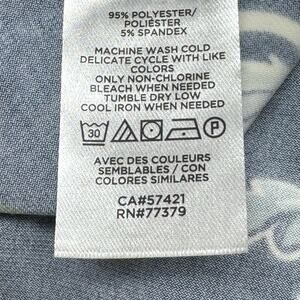 95% POLYESTER/
POLIÉSTER
5% SPANDEX
MACHINE WASH COLD
DELICATE CYCLE WITH LIKE
COLORS
ONLY NON-CHLORINE
BLEACH WHEN NEEDED
TUMBLE DRY LOW
COOL IRON WHEN NEEDED
30 P
AVEC DES COULEURS
SEMBLABLES / CON
COLORES SIMILARES
CA#57421
RN#77379